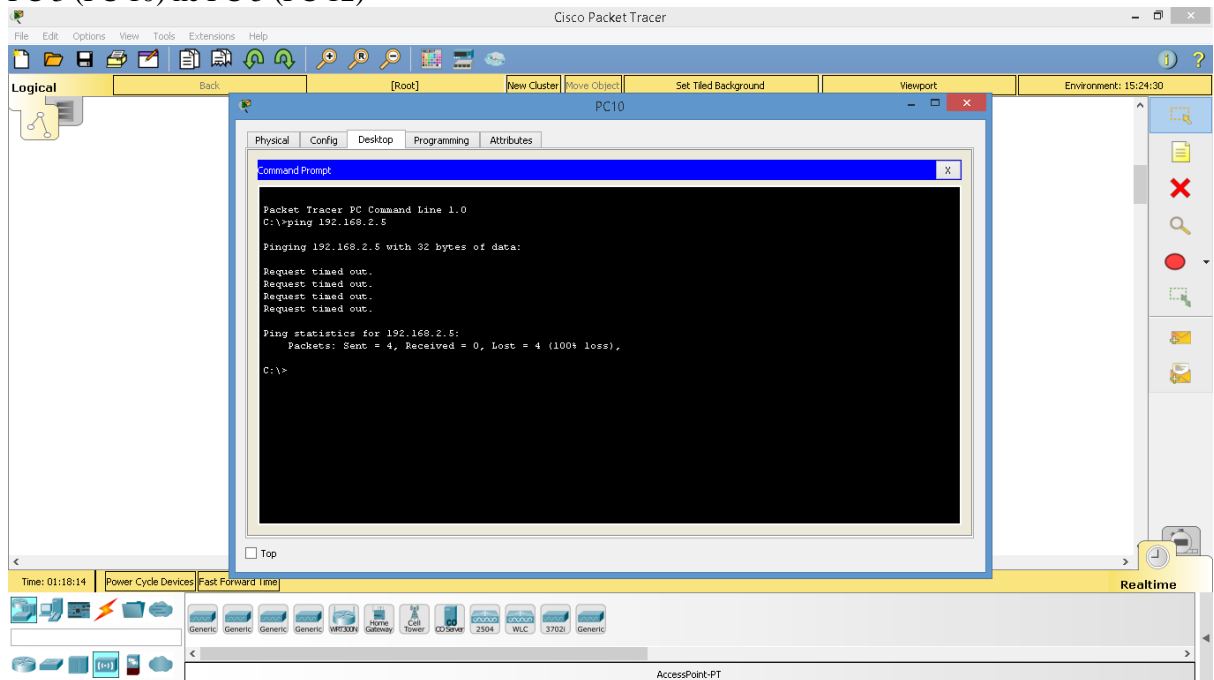 Cisco Packet Tracer
File Edit Options View Tools Extensions Help
Logical
Back
[Root]
New Cluster
Move Object
Set Tiled Background
Viewport
Environment: 15:24:30
PC10
Physical Config Desktop Programming Attributes
Command Prompt
X
Packet Tracer PC Command Line 1.0
C:\>ping 192.168.2.5
Pinging 192.168.2.5 with 32 bytes of data:
Request timed out.
Request timed out.
Request timed out.
Request timed out.
Ping statistics for 192.168.2.5:
Packets: Sent = 4, Received = 0, Lost = 4 (100% loss),
C:\>
Top
Time: 01:18:14
Power Cycle Devices
Fast Forward Time
Realtime
Generic Generic Generic Generic WRT300N Home Gateway Cell Tower CO Server 2504 WLC 3702i Generic
AccessPoint-PT